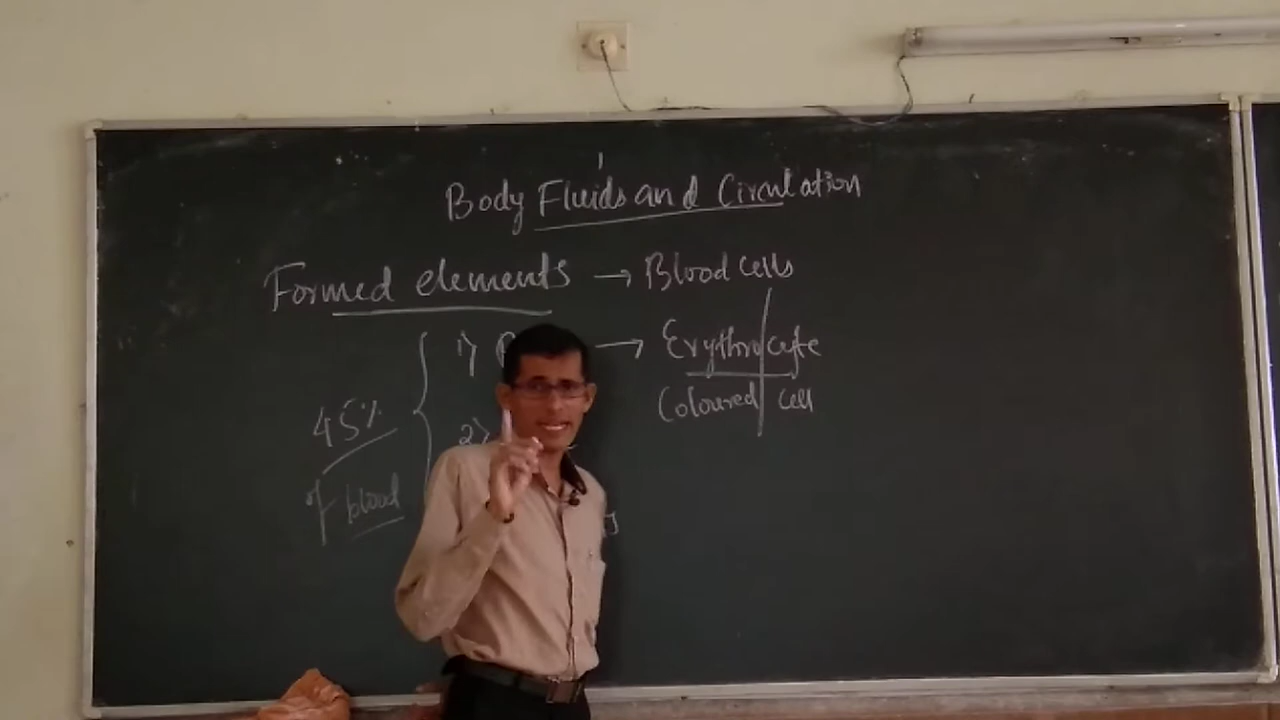 Body Fluids and Circulation
Formed elements → Blood cells
1) → Erythrocyte
Coloured cell
45%
2)
of blood